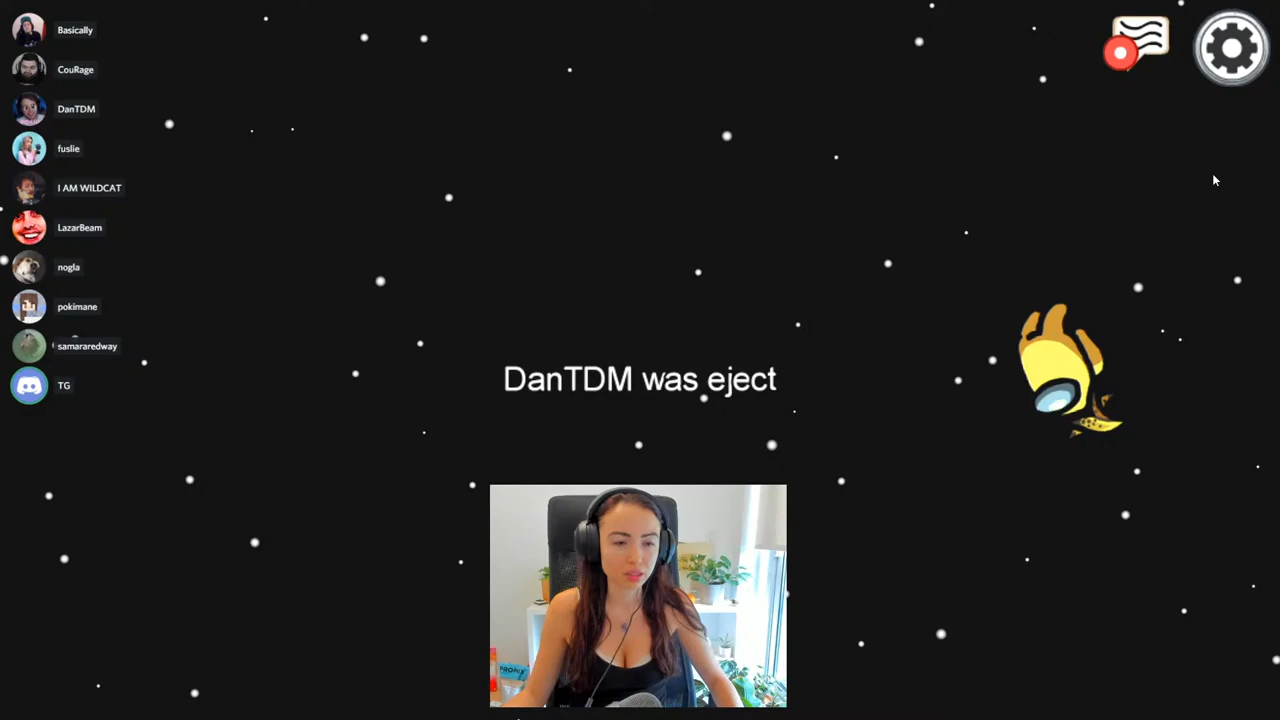 Basically
CouRage
DanTDM
fuslie
I AM WILDCAT
LazarBeam
nogla
pokimane
samararedway
TG
DanTDM was eject